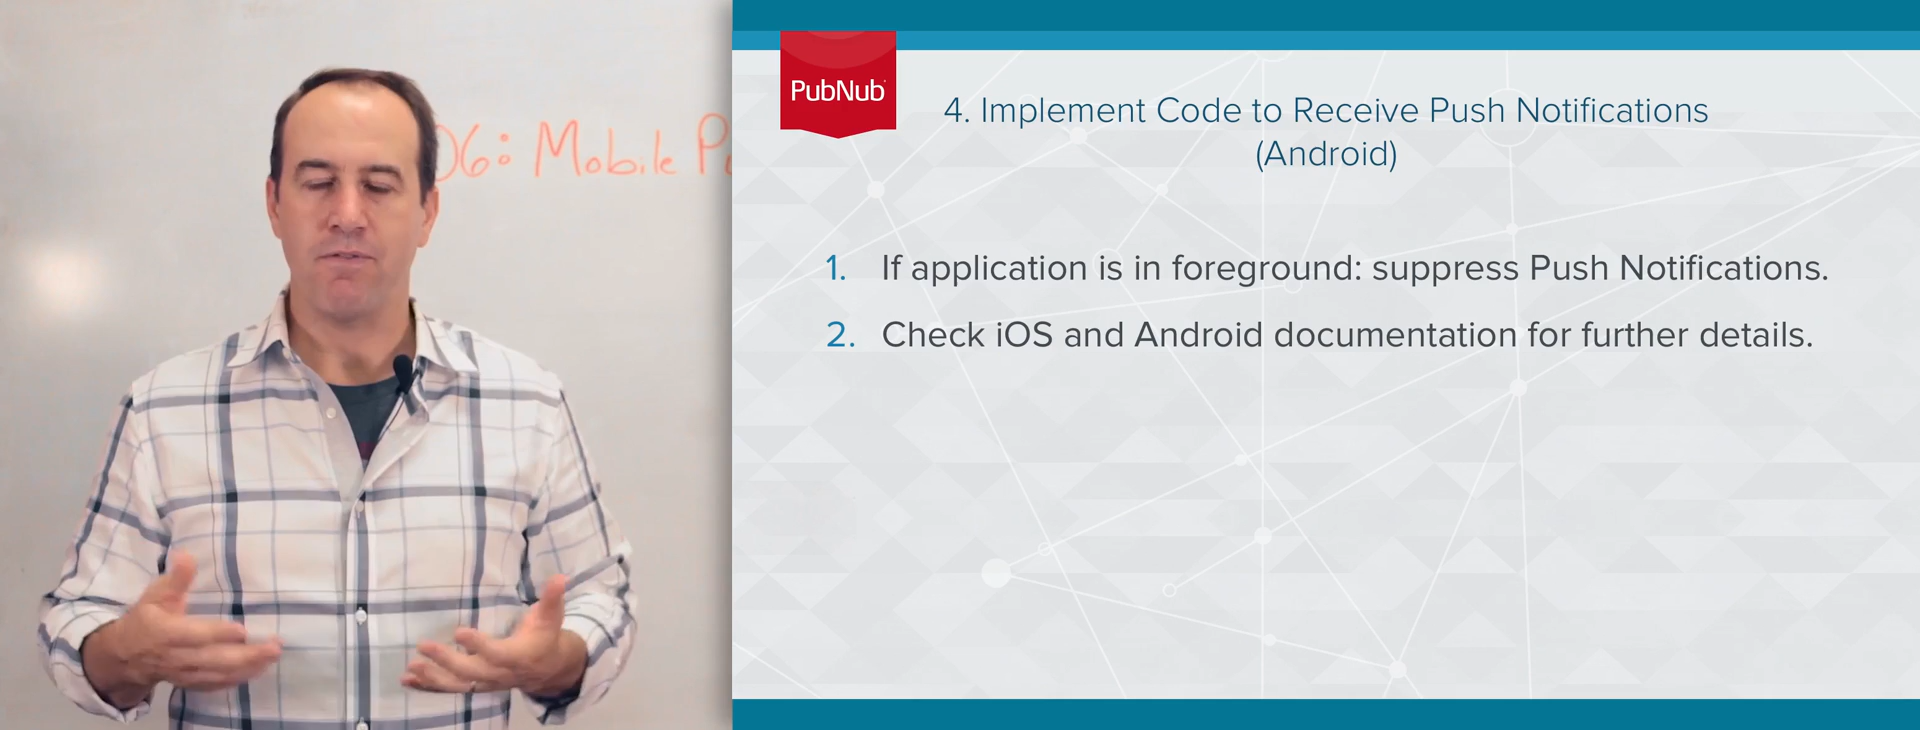 06: Mobile
PubNub
4. Implement Code to Receive Push Notifications
(Android)
1. If application is in foreground: suppress Push Notifications.
2. Check iOS and Android documentation for further details.